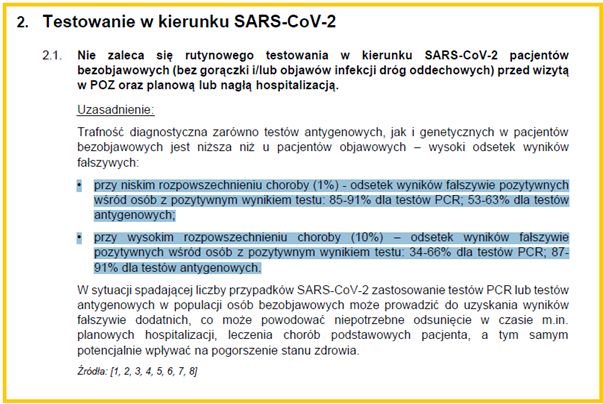 2. Testowanie w kierunku SARS-CoV-2
2.1. Nie zaleca się rutynowego testowania w kierunku SARS-CoV-2 pacjentów
bezobjawowych (bez gorączki i/lub objawów infekcji dróg oddechowych) przed wizytą
w POZ oraz planową lub nagłą hospitalizacją.
Uzasadnienie:
Trafność diagnostyczna zarówno testów antygenowych, jak i genetycznych w pacjentów
bezobjawowych jest niższa niż u pacjentów objawowych – wysoki odsetek wyników
fałszywych:
• przy niskim rozpowszechnieniu choroby (1%) - odsetek wyników fałszywie pozytywnych
wśród osób z pozytywnym wynikiem testu: 85-91% dla testów PCR; 53-63% dla testów
antygenowych;
• przy wysokim rozpowszechnieniu choroby (10%) – odsetek wyników fałszywie
pozytywnych wśród osób z pozytywnym wynikiem testu: 34-66% dla testów PCR; 87-
91% dla testów antygenowych.
W sytuacji spadającej liczby przypadków SARS-CoV-2 zastosowanie testów PCR lub testów
antygenowych w populacji osób bezobjawowych może prowadzić do uzyskania wyników
fałszywie dodatnich, co może powodować niepotrzebne odsunięcie w czasie m.in.
planowych hospitalizacji, leczenia chorób podstawowych pacjenta, a tym samym
potencjalnie wpływać na pogorszenie stanu zdrowia.
Źródła: [1, 2, 3, 4, 5, 6, 7, 8]